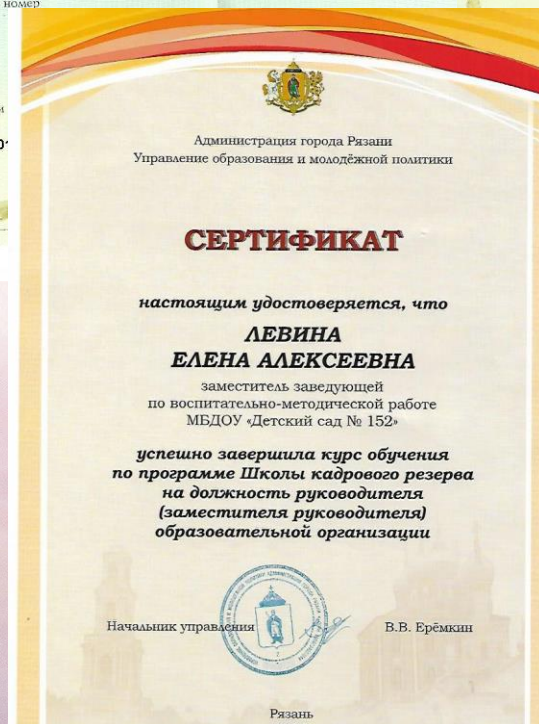 номер
Администрация города Рязани
Управление образования и молодёжной политики
СЕРТИФИКАТ
настоящим удостоверяется, что
ЛЕВИНА
ЕЛЕНА АЛЕКСЕЕВНА
заместитель заведующей
по воспитательно-методической работе
МБДОУ «Детский сад № 152»
успешно завершила курс обучения
по программе Школы кадрового резерва
на должность руководителя
(заместителя руководителя)
образовательной организации
Начальник управления
В.В. Ерёмкин
Рязань